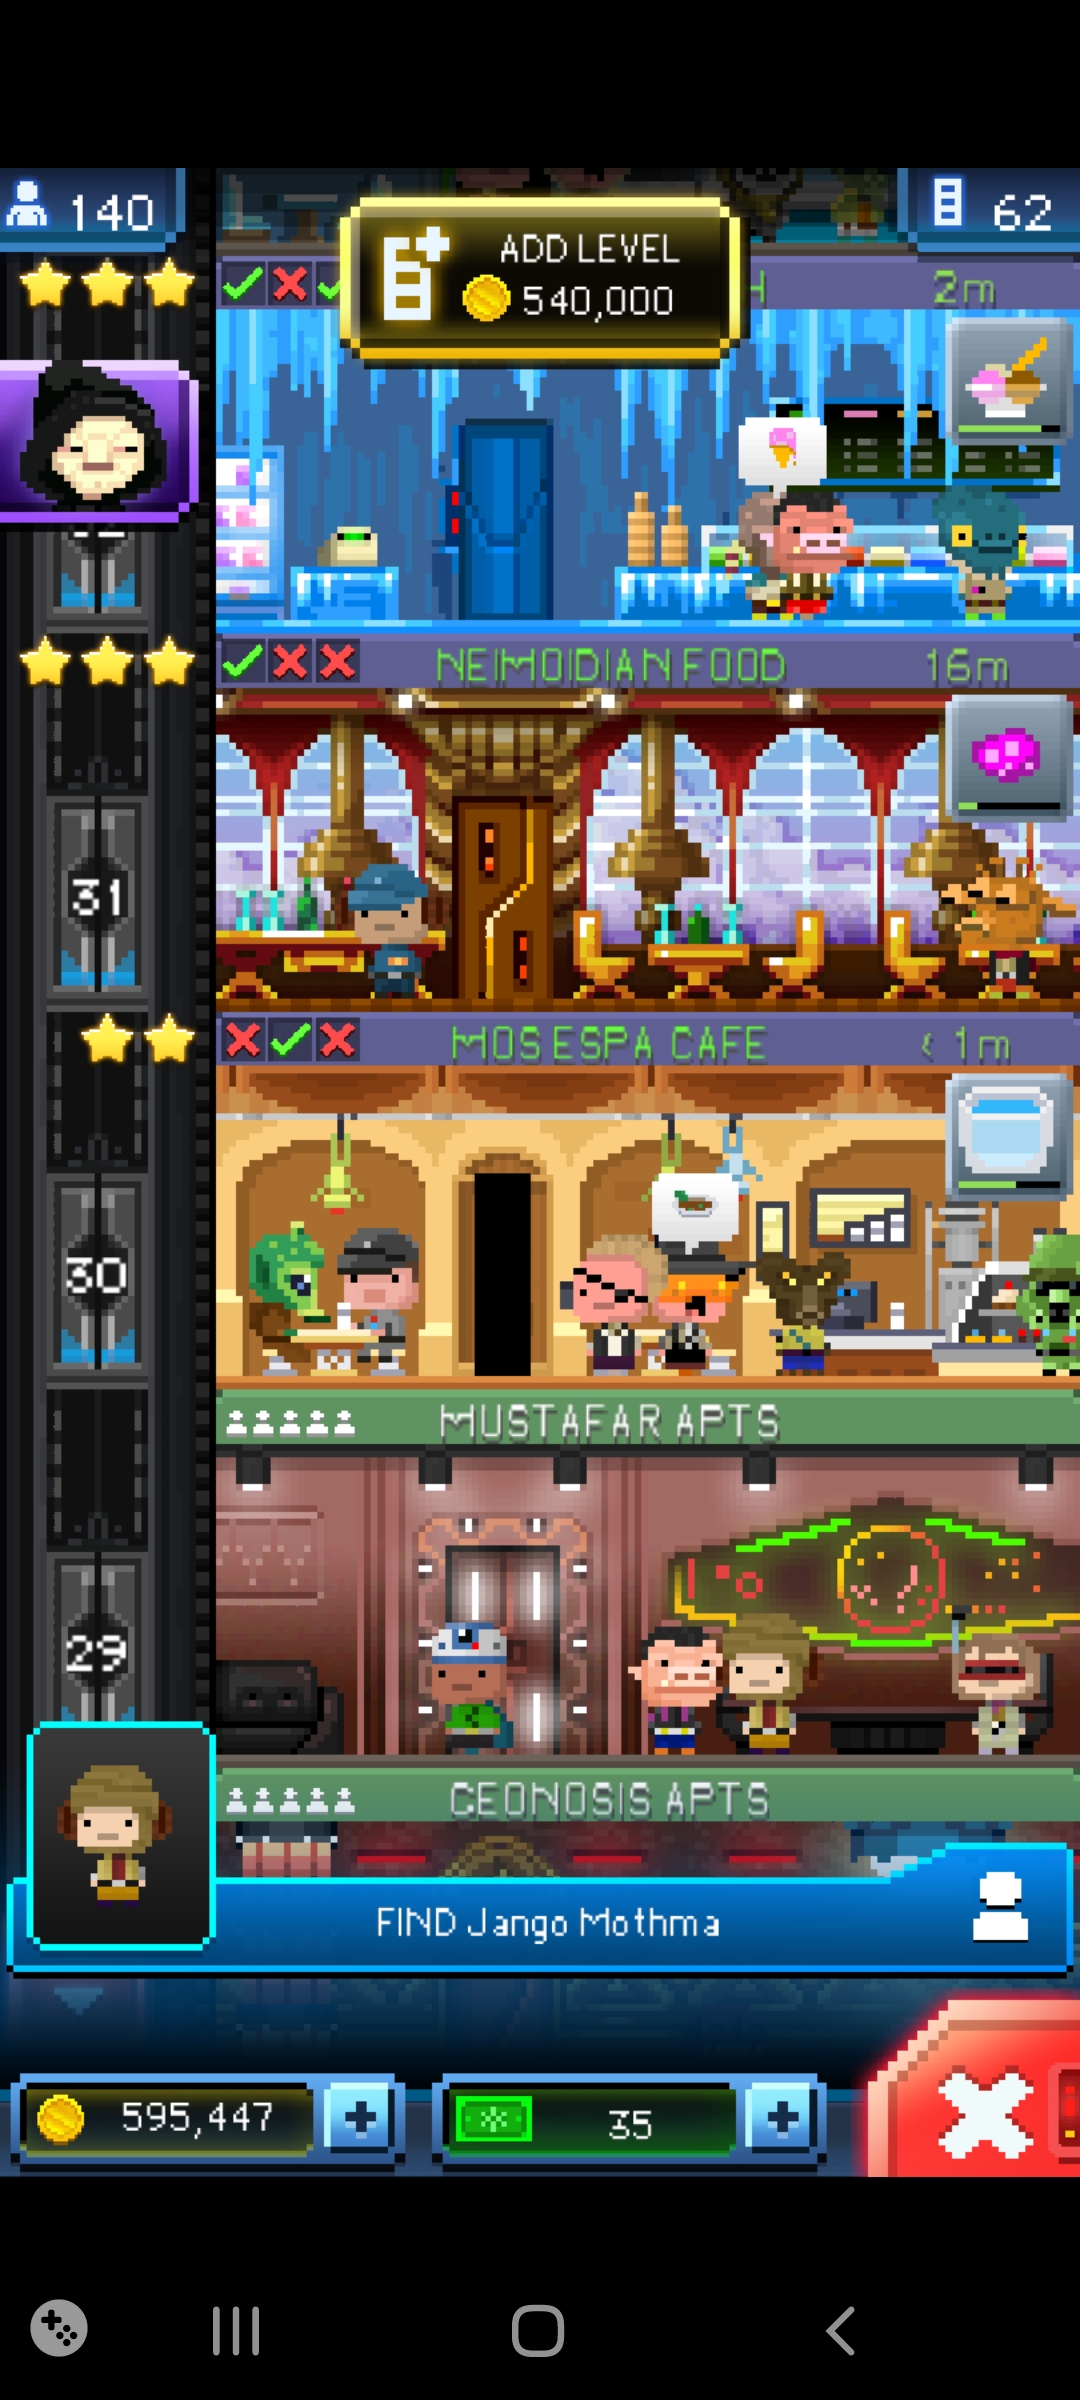 140
ADD LEVEL
540,000
62
2m
NEIMOIDIAN FOOD
16m
31
MOS ESPA CAFE
< 1m
30
MUSTAFAR APTS
29
GEONOSIS APTS
FIND Jango Mothma
595,447
35